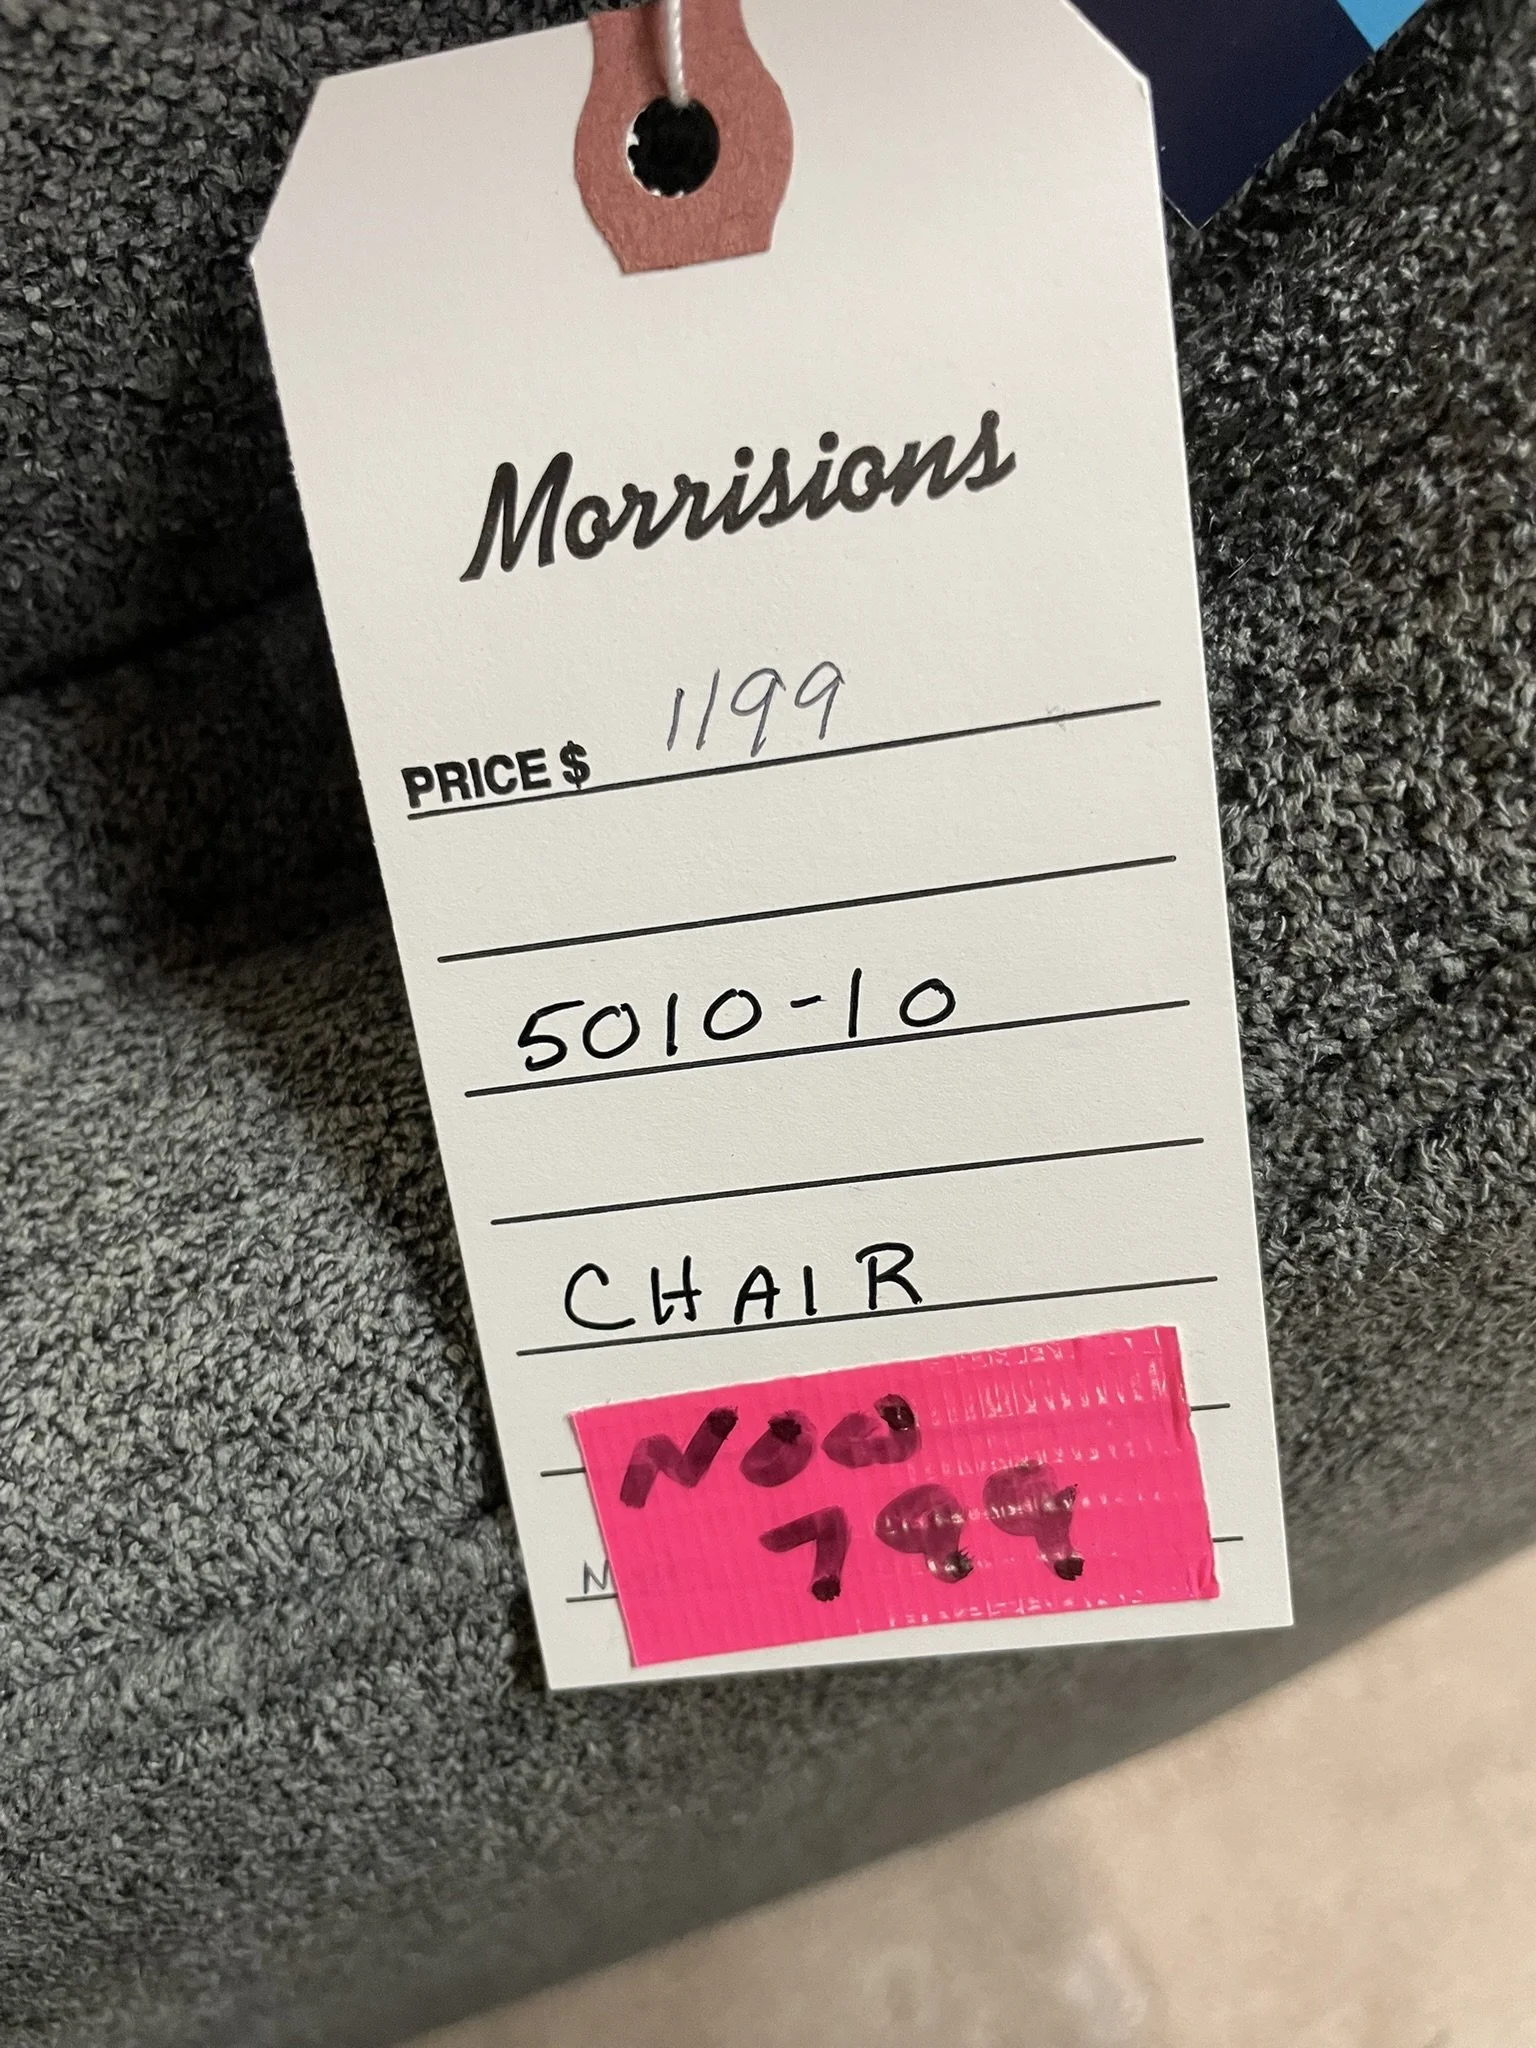 Morrisions
PRICE $ 1199
5010-10
CHAIR
NOW
799
N